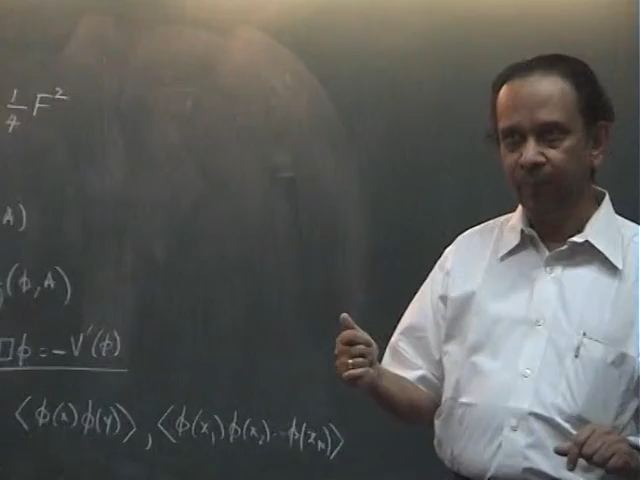 1/4 F²
A)
(ϕ, A)
□ϕ = -V'(ϕ)
⟨ϕ(x)ϕ(y)⟩, ⟨ϕ(x₁)ϕ(x₂)--ϕ(xₙ)⟩